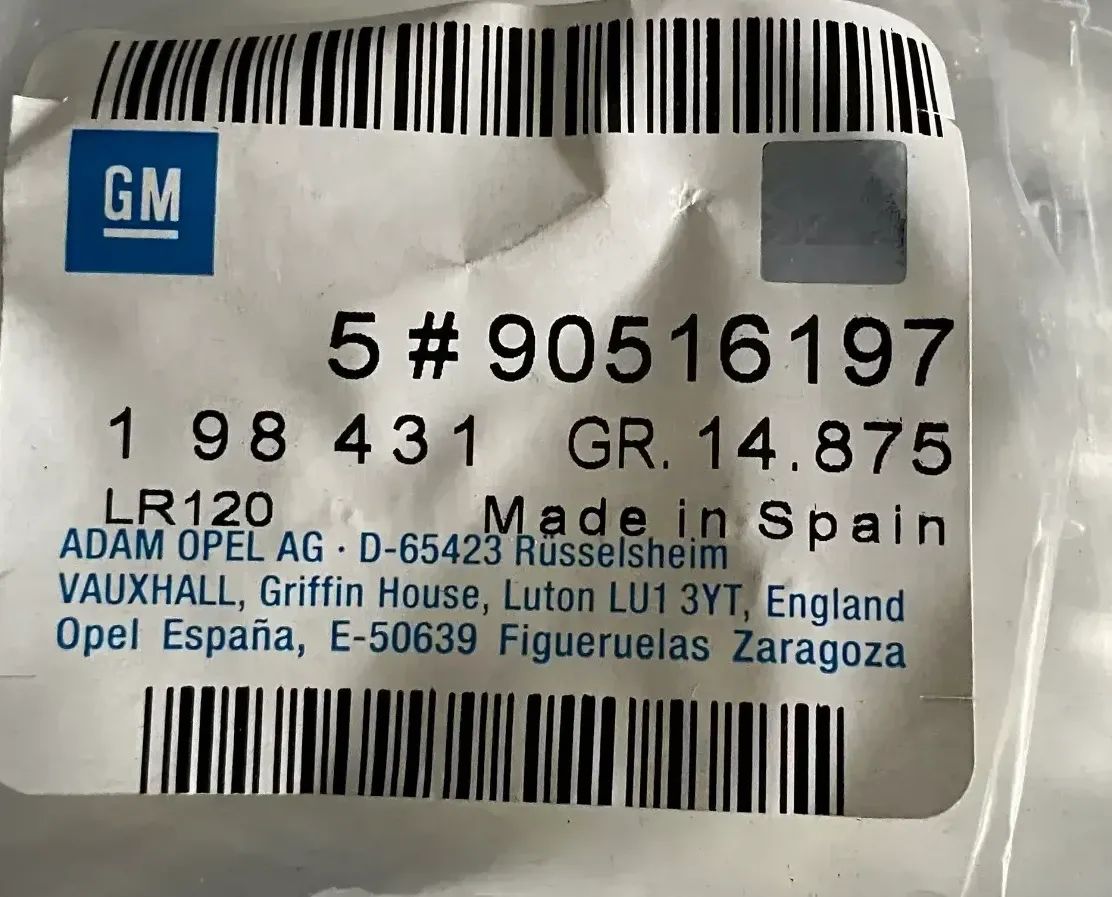 GM
5 # 90516197
1 98 431 GR. 14.875
LR120 Made in Spain
ADAM OPEL AG · D-65423 Rüsselsheim
VAUXHALL, Griffin House, Luton LU1 3YT, England
Opel España, E-50639 Figueruelas Zaragoza